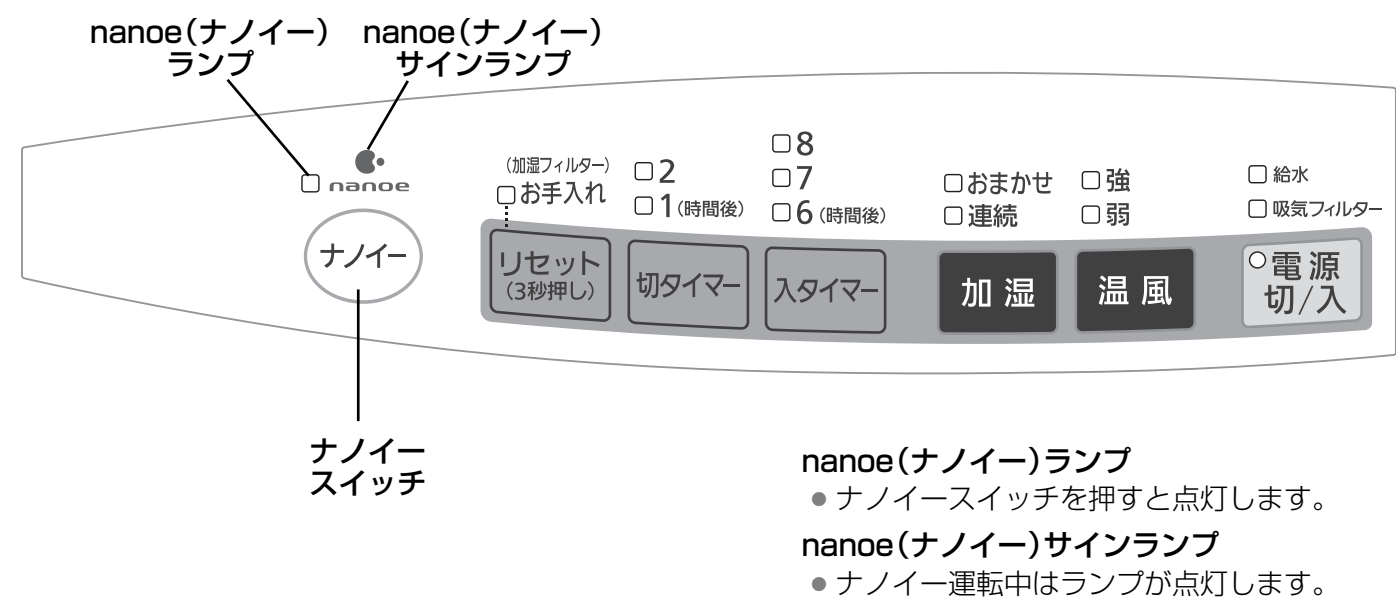 nanoe(ナノイー)
ランプ
nanoe(ナノイー)
サインランプ
nanoe
ナノイー
ナノイー
スイッチ
(加湿フィルター)
お手入れ
リセット
(3秒押し)
2
1(時間後)
切タイマー
8
7
6(時間後)
入タイマー
おまかせ
連続
加湿
強
弱
温風
給水
吸気フィルター
電源
切/入
nanoe(ナノイー)ランプ
●ナノイースイッチを押すと点灯します。
nanoe(ナノイー)サインランプ
●ナノイー運転中はランプが点灯します。